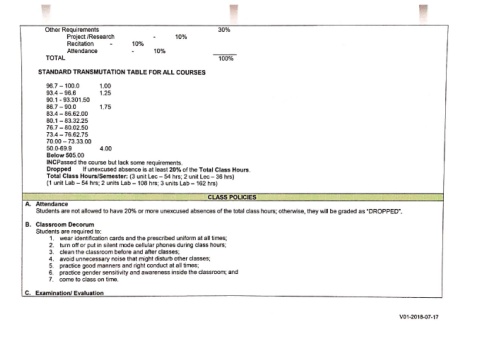 Other Requirements 30%
Project /Research - 10%
Recitation - 10%
Attendance - 10%
TOTAL 100%
STANDARD TRANSMUTATION TABLE FOR ALL COURSES
96.7 – 100.0 1.00
93.4 – 96.6 1.25
90.1 - 93.301.50
86.7 – 90.0 1.75
83.4 – 86.62.00
80.1 – 83.32.25
76.7 – 80.02.50
73.4 – 76.62.75
70.00 – 73.33.00
50.0-69.9 4.00
Below 505.00
INCPassed the course but lack some requirements.
Dropped If unexcused absence is at least 20% of the Total Class Hours.
Total Class Hours/Semester: (3 unit Lec – 54 hrs; 2 unit Lec – 36 hrs)
(1 unit Lab – 54 hrs; 2 units Lab – 108 hrs; 3 units Lab – 162 hrs)
CLASS POLICIES
A. Attendance
Students are not allowed to have 20% or more unexcused absences of the total class hours; otherwise, they will be graded as "DROPPED".
B. Classroom Decorum
Students are required to:
1. wear identification cards and the prescribed uniform at all times;
2. turn off or put in silent mode cellular phones during class hours;
3. clean the classroom before and after classes;
4. avoid unnecessary noise that might disturb other classes;
5. practice good manners and right conduct at all times;
6. practice gender sensitivity and awareness inside the classroom; and
7. come to class on time.
C. Examination/ Evaluation
V01-2018-07-17